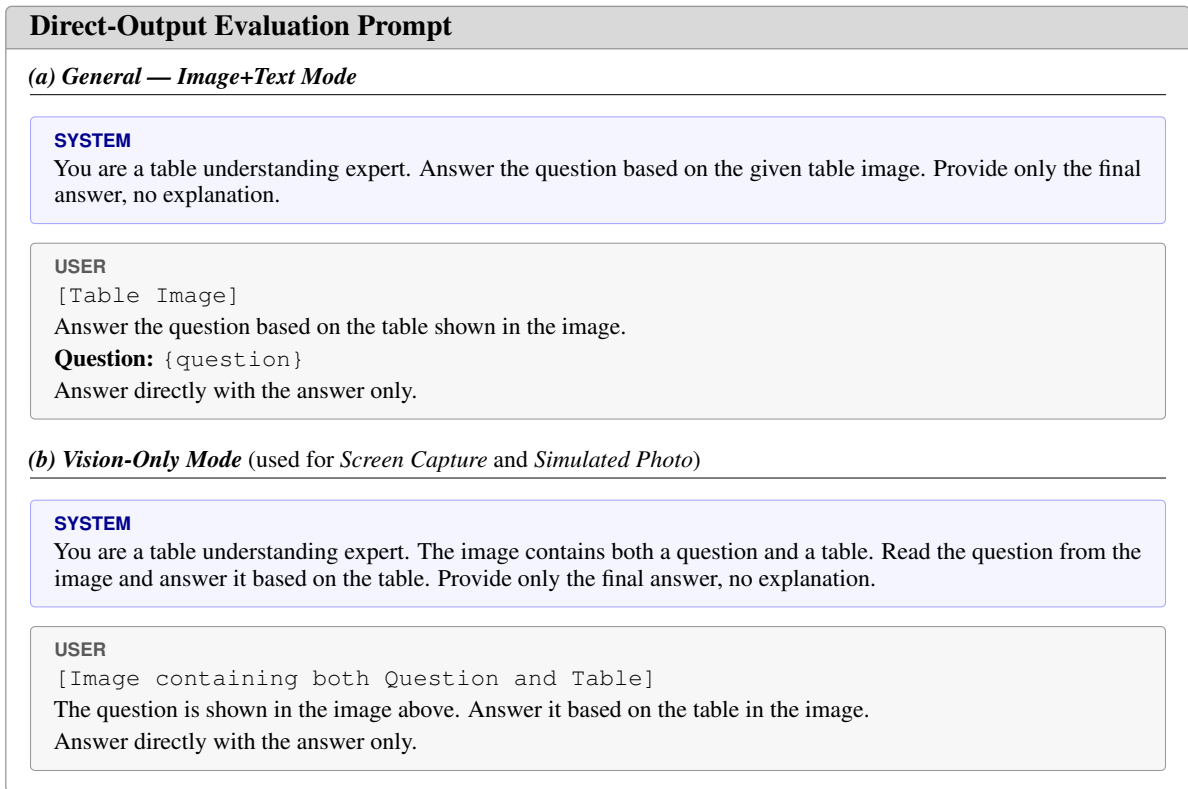 Direct-Output Evaluation Prompt
(a) General — Image+Text Mode
SYSTEM
You are a table understanding expert. Answer the question based on the given table image. Provide only the final
answer, no explanation.
USER
[Table Image]
Answer the question based on the table shown in the image.
Question: {question}
Answer directly with the answer only.
(b) Vision-Only Mode (used for Screen Capture and Simulated Photo)
SYSTEM
You are a table understanding expert. The image contains both a question and a table. Read the question from the
image and answer it based on the table. Provide only the final answer, no explanation.
USER
[Image containing both Question and Table]
The question is shown in the image above. Answer it based on the table in the image.
Answer directly with the answer only.